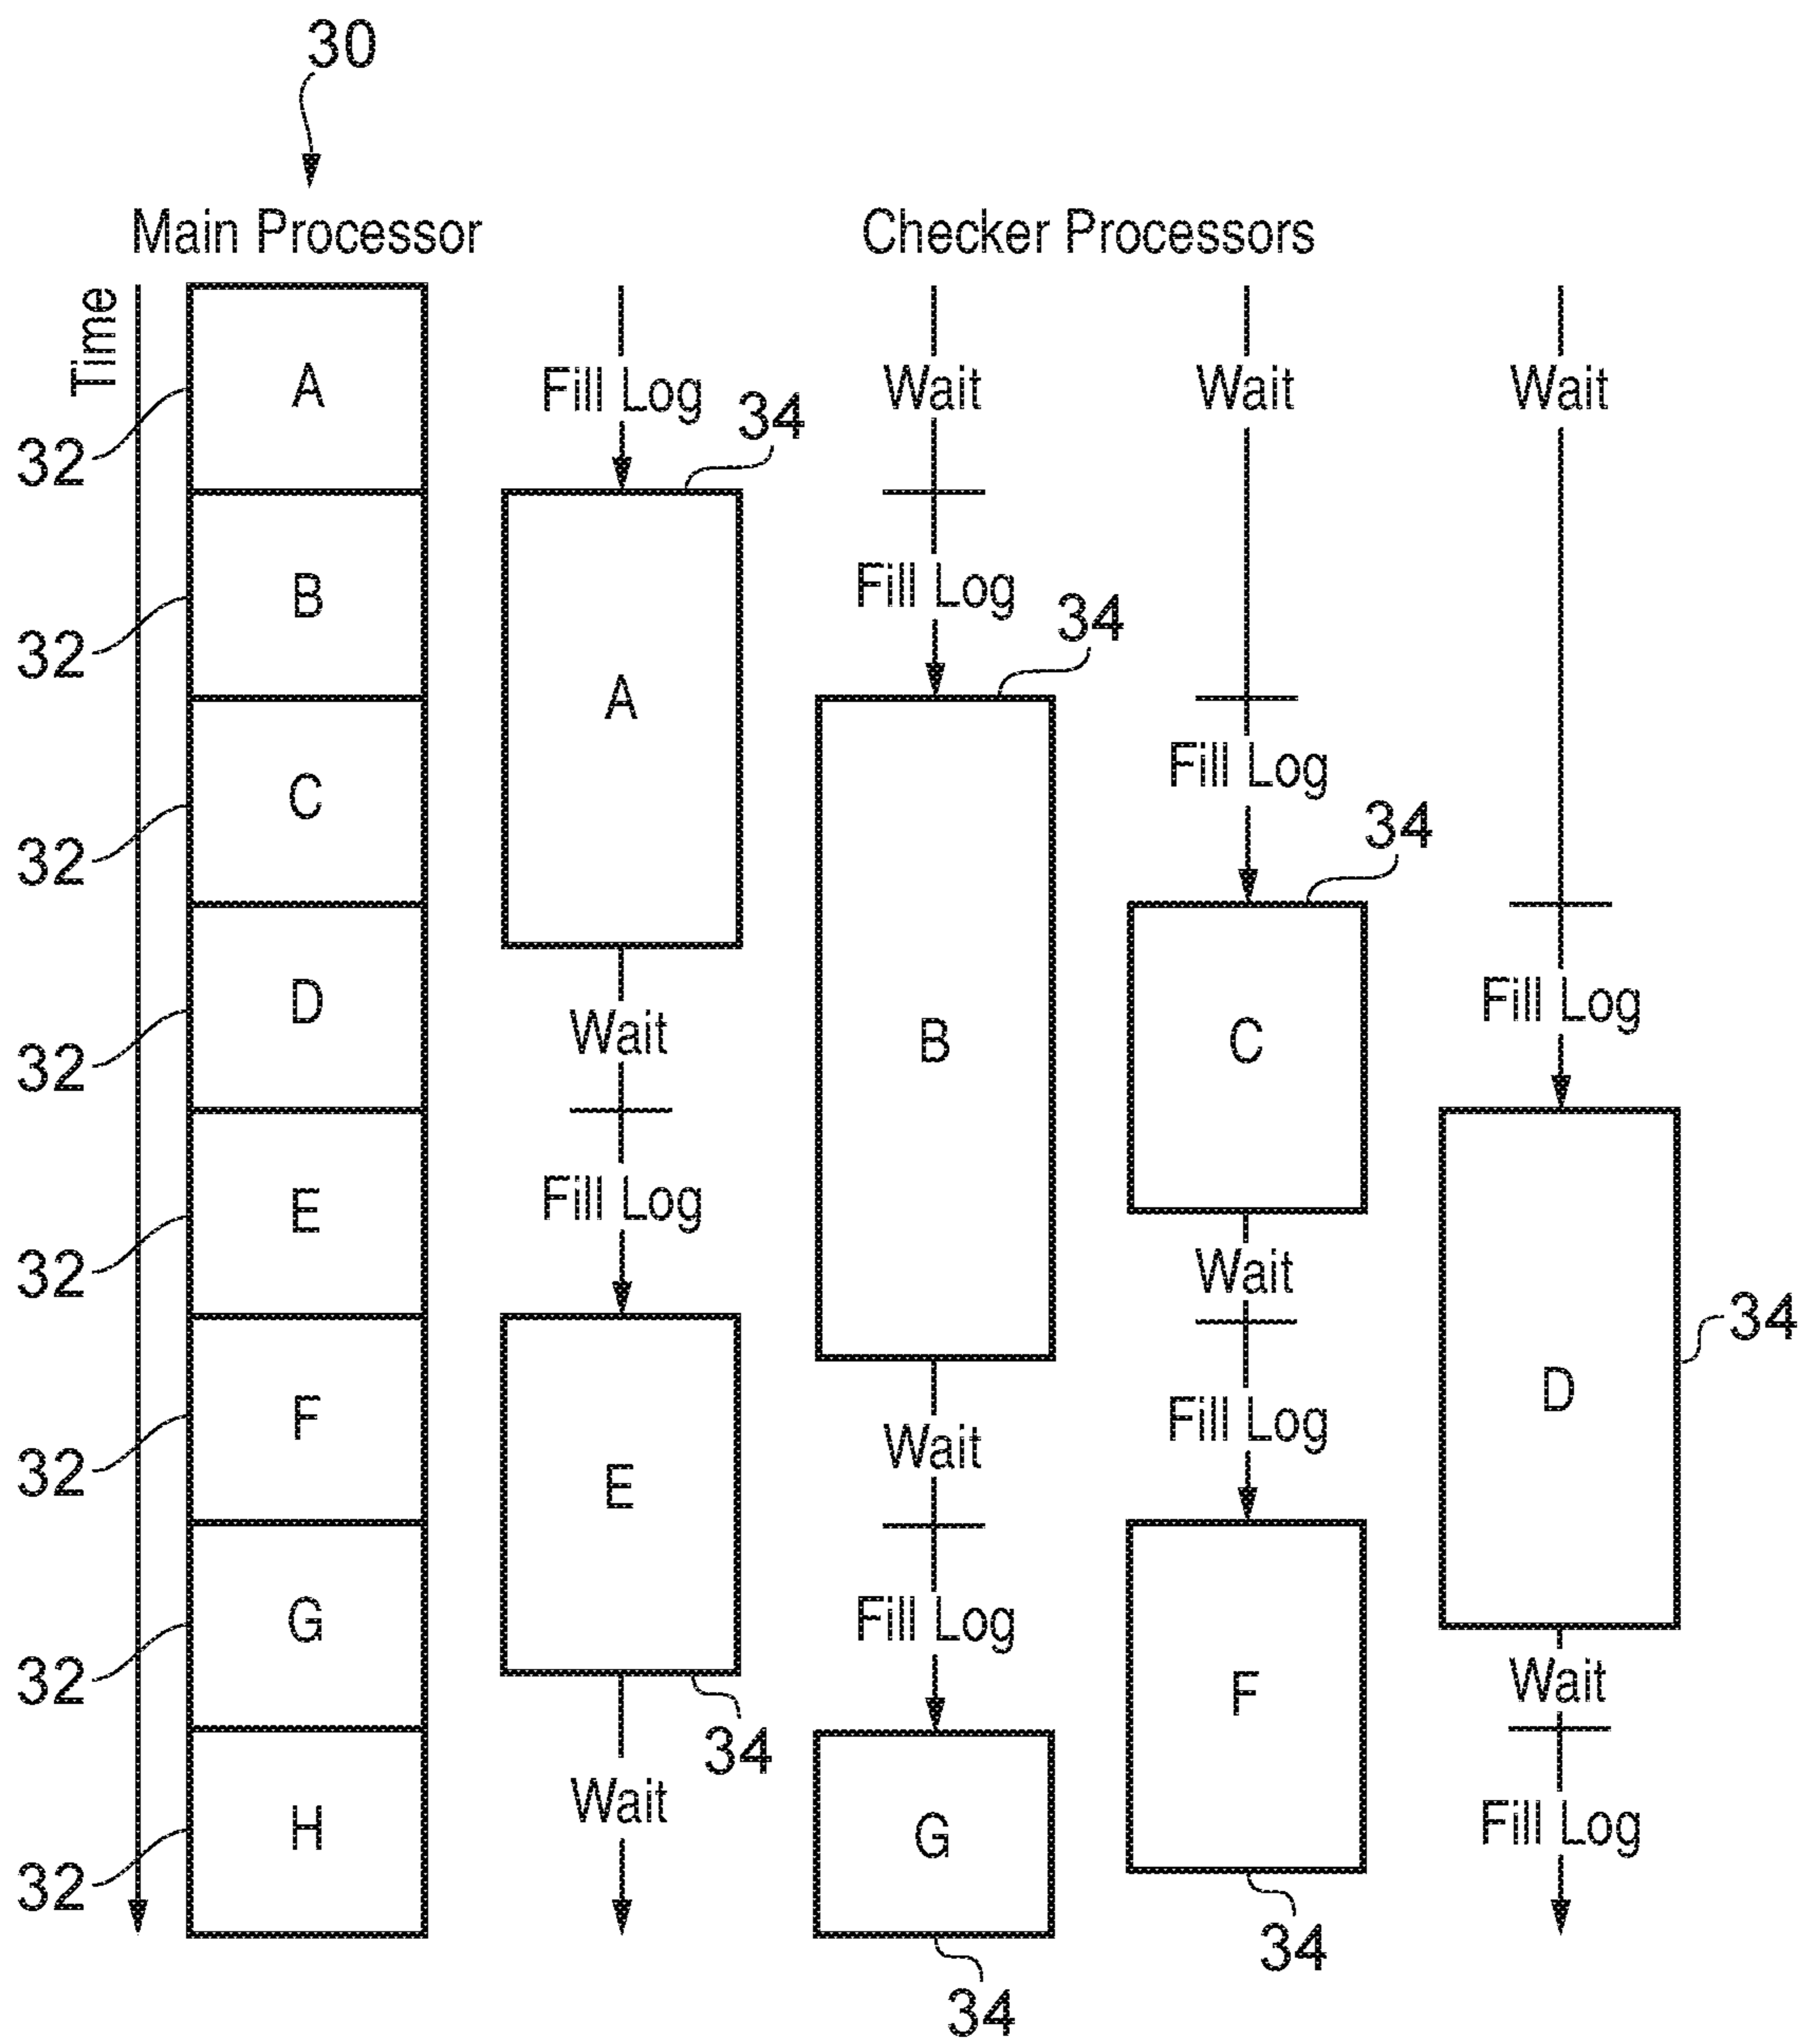 30
Main Processor
Checker Processors
Time
A
Fill Log
Wait
Wait
Wait
32
34
B
Fill Log
34
32
A
C
Fill Log
34
32
D
Wait
B
C
Fill Log
32
E
Fill Log
Wait
34
32
F
E
Wait
Fill Log
D
32
G
Fill Log
F
Wait
32
34
H
Wait
G
Fill Log
32
34
34